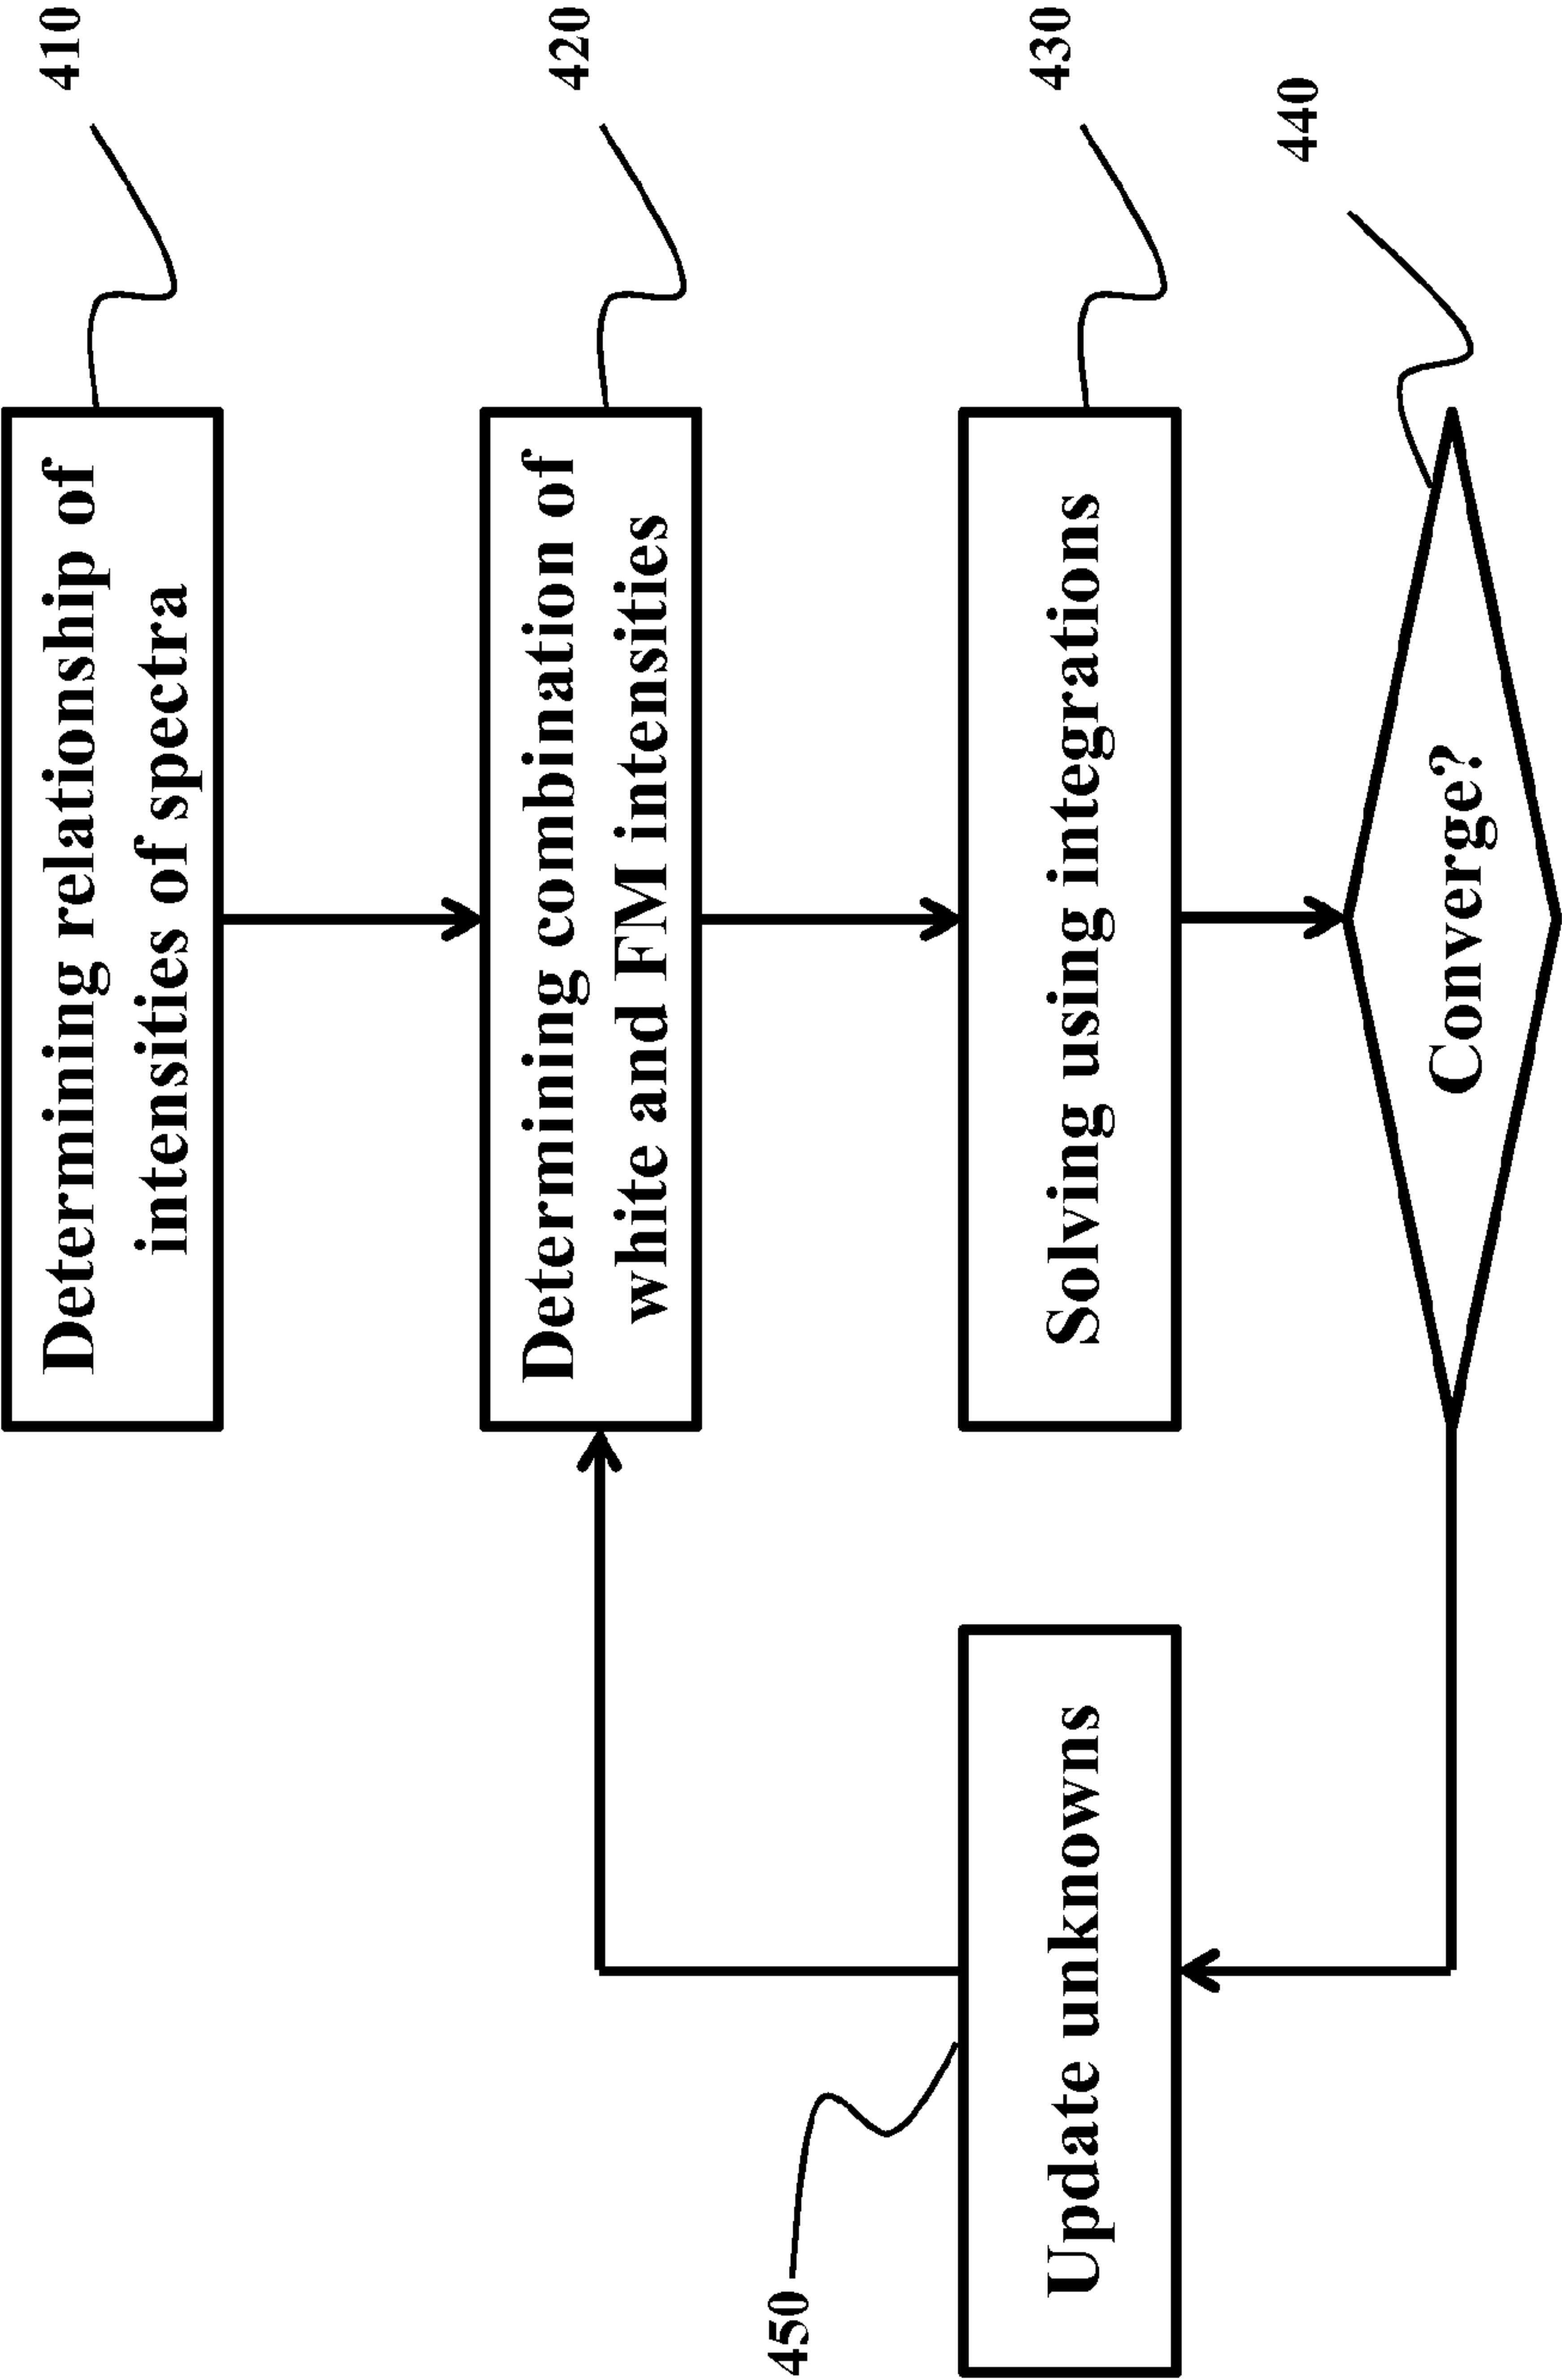 Determining relationship of
intensities of spectra
410
Determining combination of
white and FM intensities
420
Solving using integrations
430
Converge?
440
Update unknowns
450